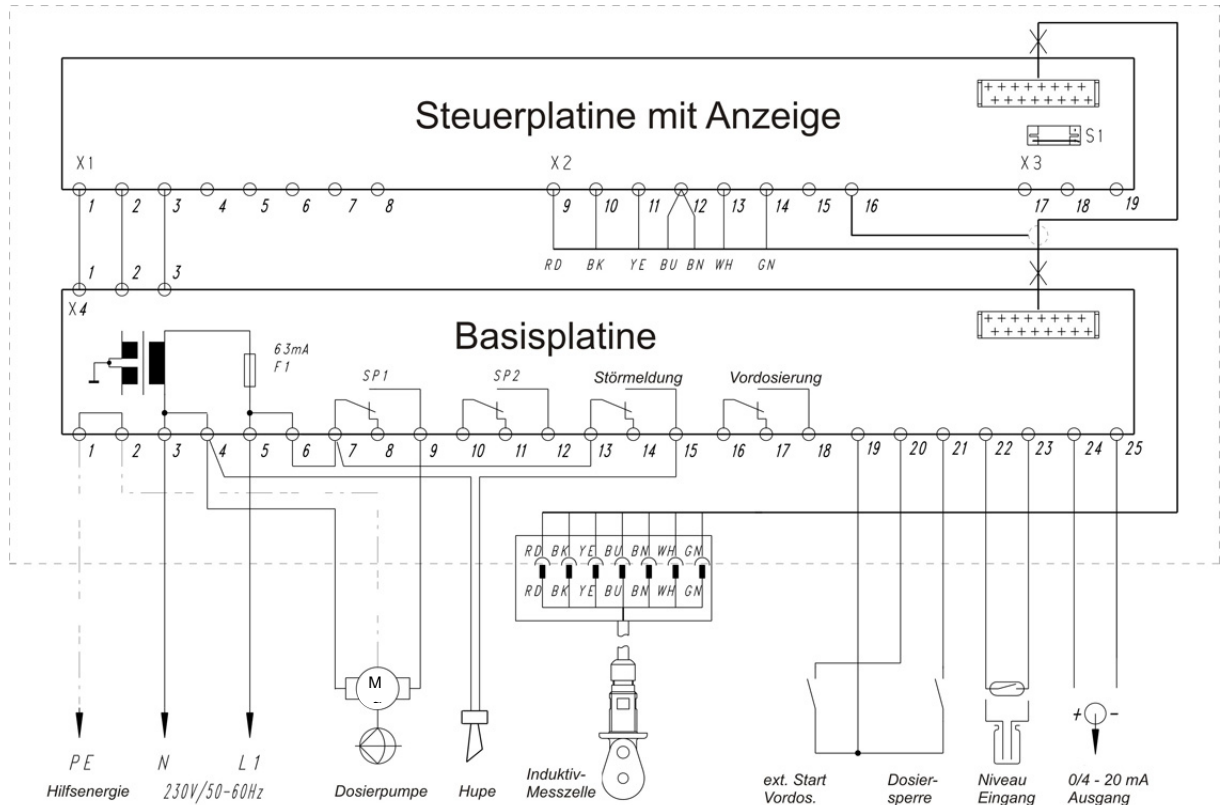 Steuerplatine mit Anzeige
S1
X1 X2 X3
1 2 3 4 5 6 7 8 9 10 11 12 13 14 15 16 17 18 19
RD BK YE BU BN WH GN
1 2 3
X4
Basisplatine
63mA
F1
SP1 SP2 Störmeldung Vordosierung
1 2 3 4 5 6 7 8 9 10 11 12 13 14 15 16 17 18 19 20 21 22 23 24 25
RD BK YE BU BN WH GN
RD BK YE BU BN WH GN
M
+ -
PE N L1
Hilfsenergie 230V/50-60Hz
Dosierpumpe
Hupe
Induktiv-
Messzelle
ext. Start
Vordos.
Dosier-
sperre
Niveau
Eingang
0/4 - 20 mA
Ausgang